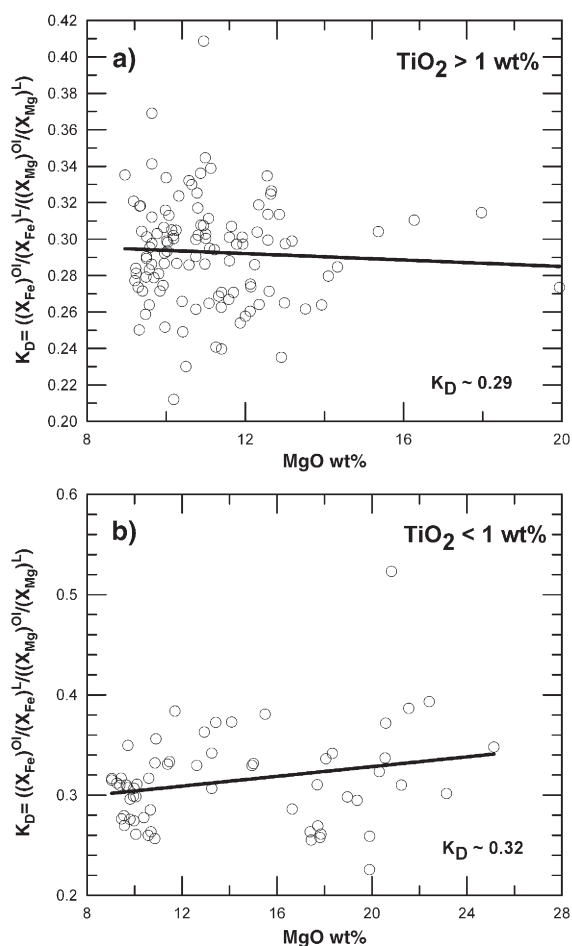 0.42
0.40
0.38
0.36
0.34
0.32
0.30
0.28
0.26
0.24
0.22
0.20
a)
TiO2 > 1 wt%
KD= ((XFe)Ol/(XFe)L/((XMg)Ol/(XMg)L)
KD ~ 0.29
8 12 16 20
MgO wt%
0.6
0.5
0.4
0.3
0.2
b)
TiO2 < 1 wt%
KD= ((XFe)Ol/(XFe)L/((XMg)Ol/(XMg)L)
KD ~ 0.32
8 12 16 20 24 28
MgO wt%